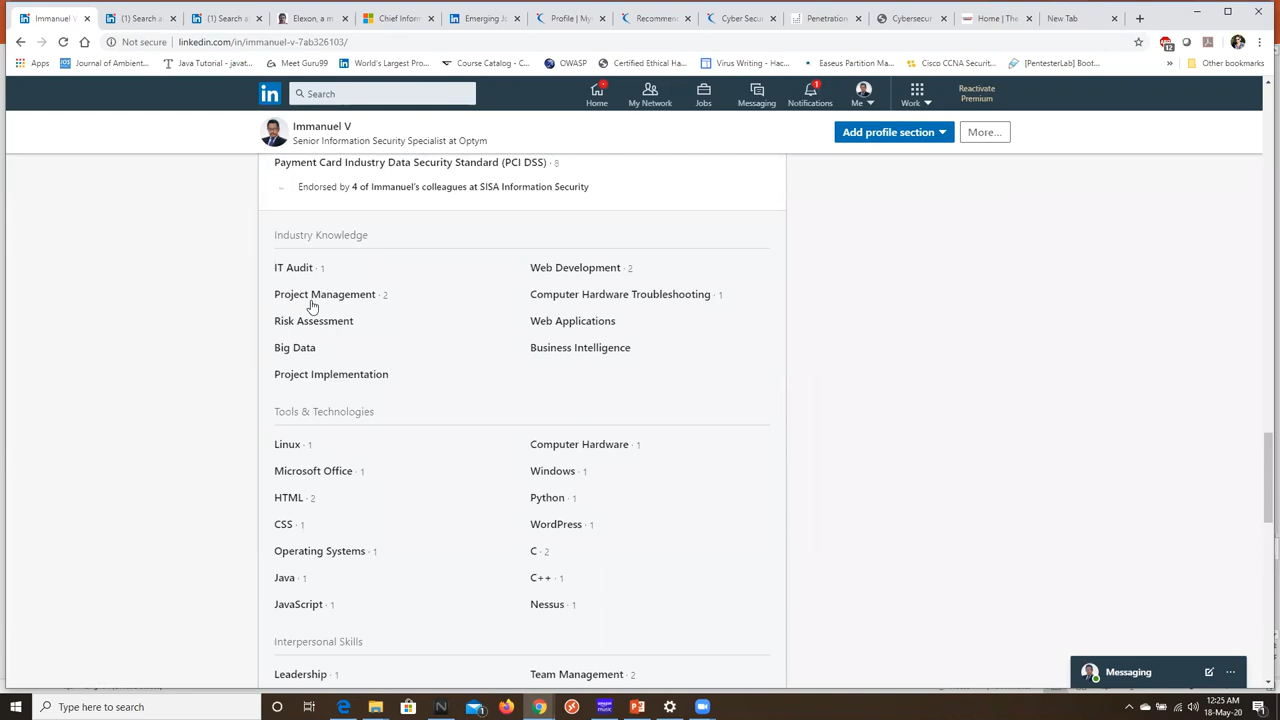 (1) Search a
(1) Search a
Elexon, a m
Chief Inform
Emerging Jo
Profile | My
Recommen
Cyber Secu
Penetration
Cybersecur
Home | The
New Tab
Not secure | linkedin.com/in/immanuel-v-7ab326103/
Apps
Journal of Ambient...
Java Tutorial - javat...
Meet Guru99
World's Largest Pro...
Course Catalog - C...
OWASP
Certified Ethical Ha...
Virus Writing - Hac...
Easeus Partition Ma...
Cisco CCNA Securit...
[PentesterLab] Boot...
»
Other bookmarks
in
Search
Home
My Network
Jobs
Messaging
1
Notifications
Me
Work
Reactivate
Premium
Immanuel V
Senior Information Security Specialist at Optym
Add profile section
More...
Payment Card Industry Data Security Standard (PCI DSS) · 8
Endorsed by 4 of Immanuel's colleagues at SISA Information Security
Industry Knowledge
IT Audit · 1
Web Development · 2
Project Management · 2
Computer Hardware Troubleshooting · 1
Risk Assessment
Web Applications
Big Data
Business Intelligence
Project Implementation
Tools & Technologies
Linux · 1
Computer Hardware · 1
Microsoft Office · 1
Windows · 1
HTML · 2
Python · 1
CSS · 1
WordPress · 1
Operating Systems · 1
C · 2
Java · 1
C++ · 1
JavaScript · 1
Nessus · 1
Interpersonal Skills
Leadership · 1
Team Management · 2
Messaging
Type here to search
12:25 AM
18-May-20